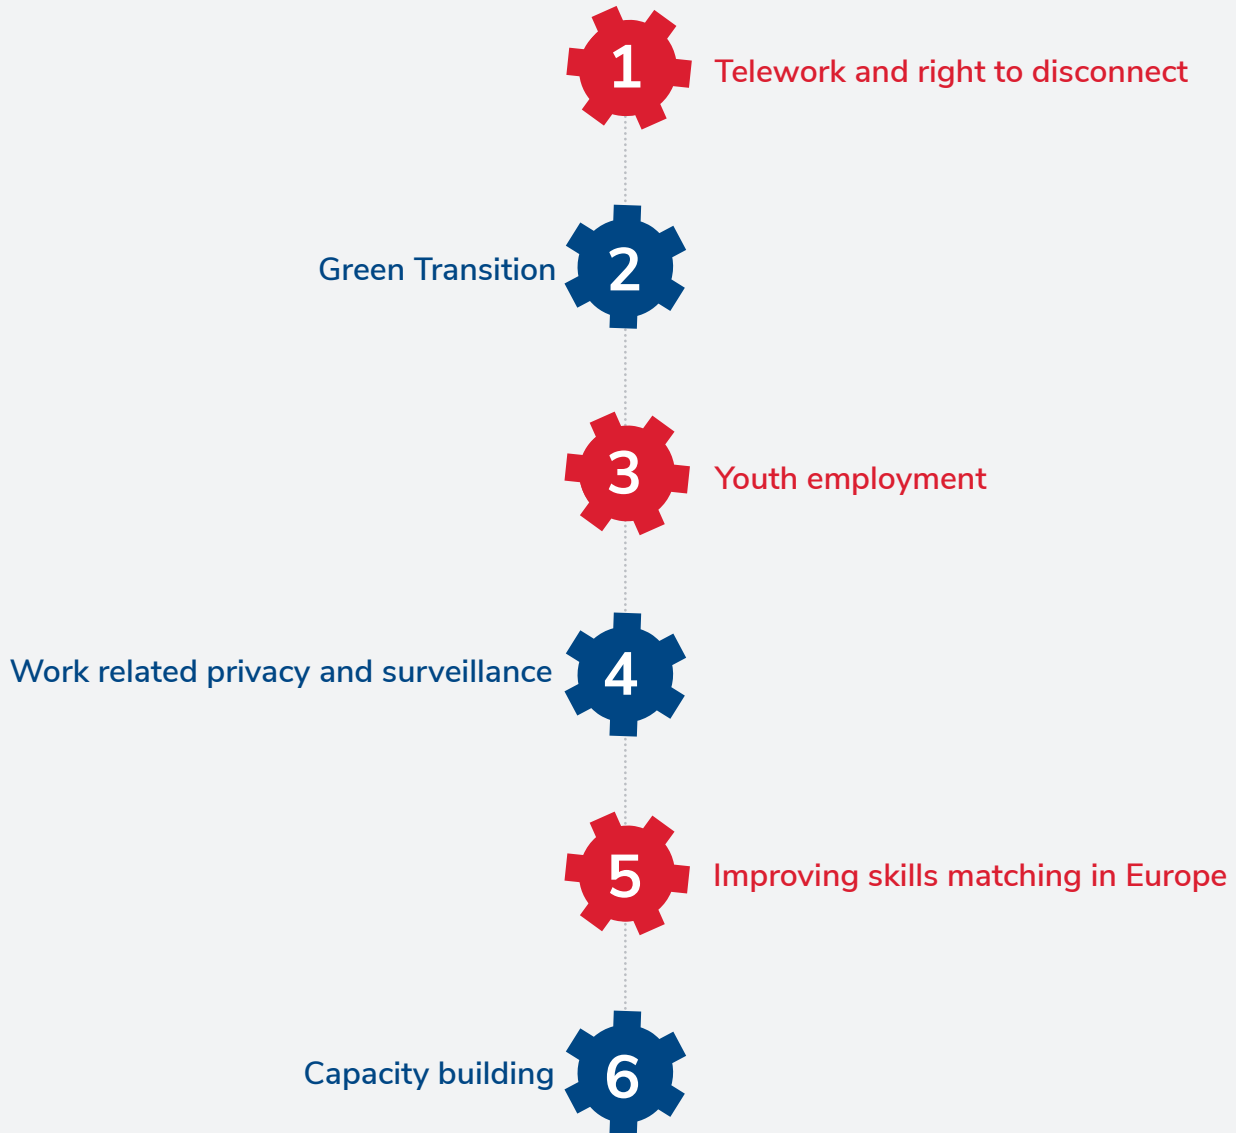 1
Telework and right to disconnect
Green Transition
2
3
Youth employment
Work related privacy and surveillance
4
5
Improving skills matching in Europe
Capacity building
6